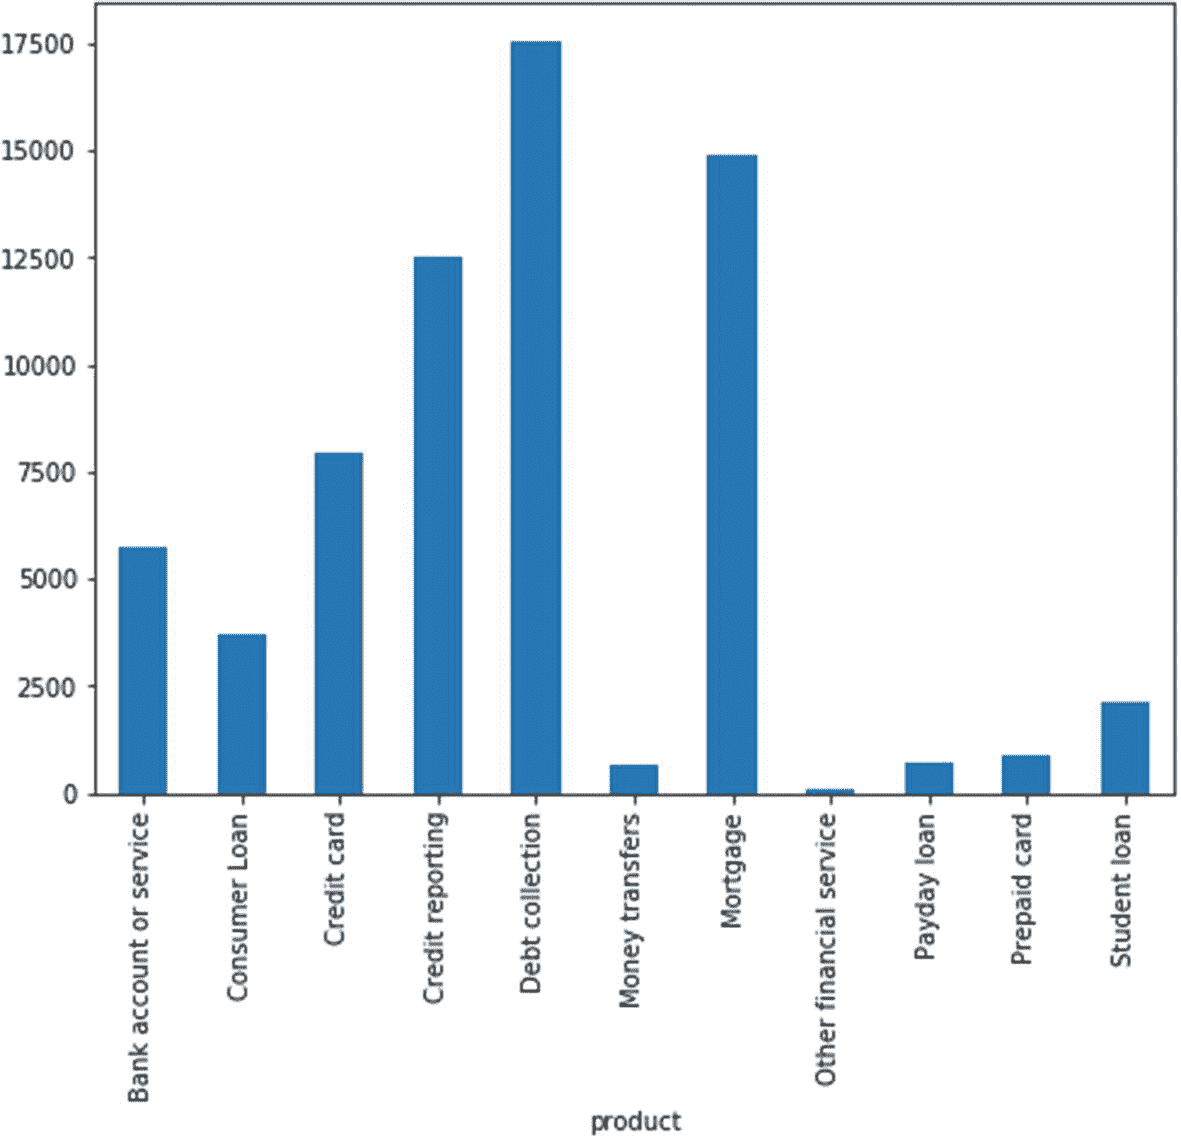 17500
15000
12500
10000
7500
5000
2500
0
Bank account or service
Consumer Loan
Credit card
Credit reporting
Debt collection
Money transfers
Mortgage
Other financial service
Payday loan
Prepaid card
Student loan
product